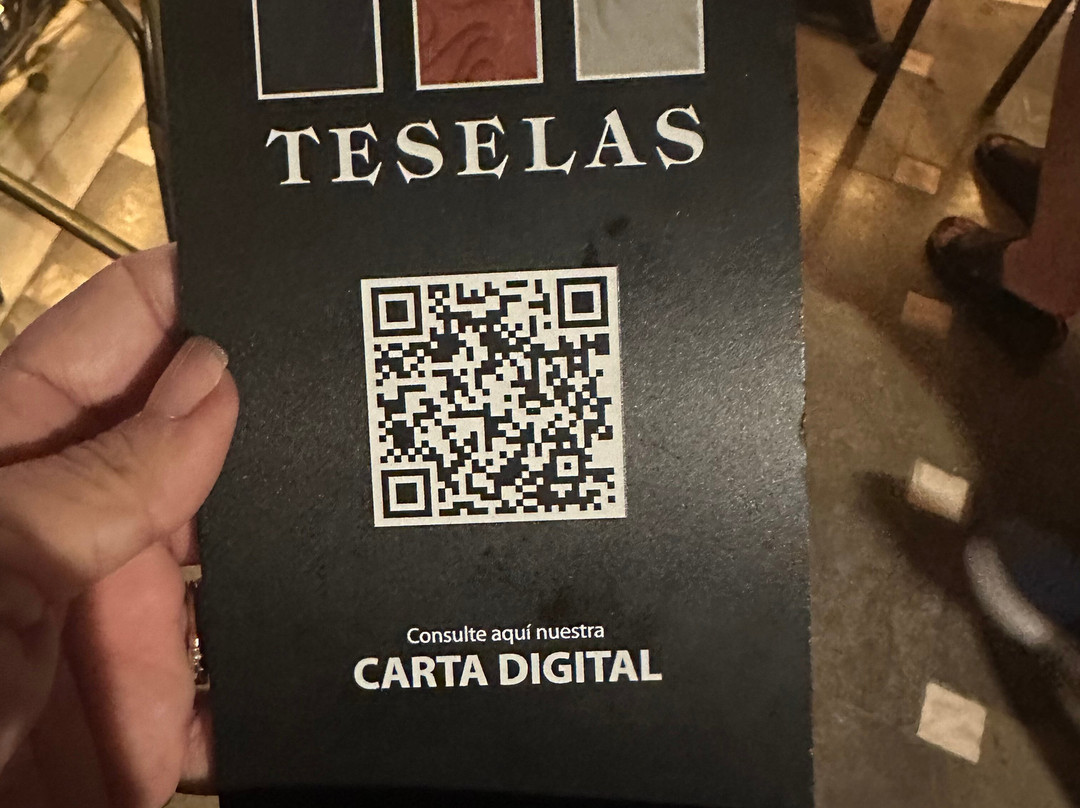 TESELAS
Consulte aquí nuestra
CARTA DIGITAL